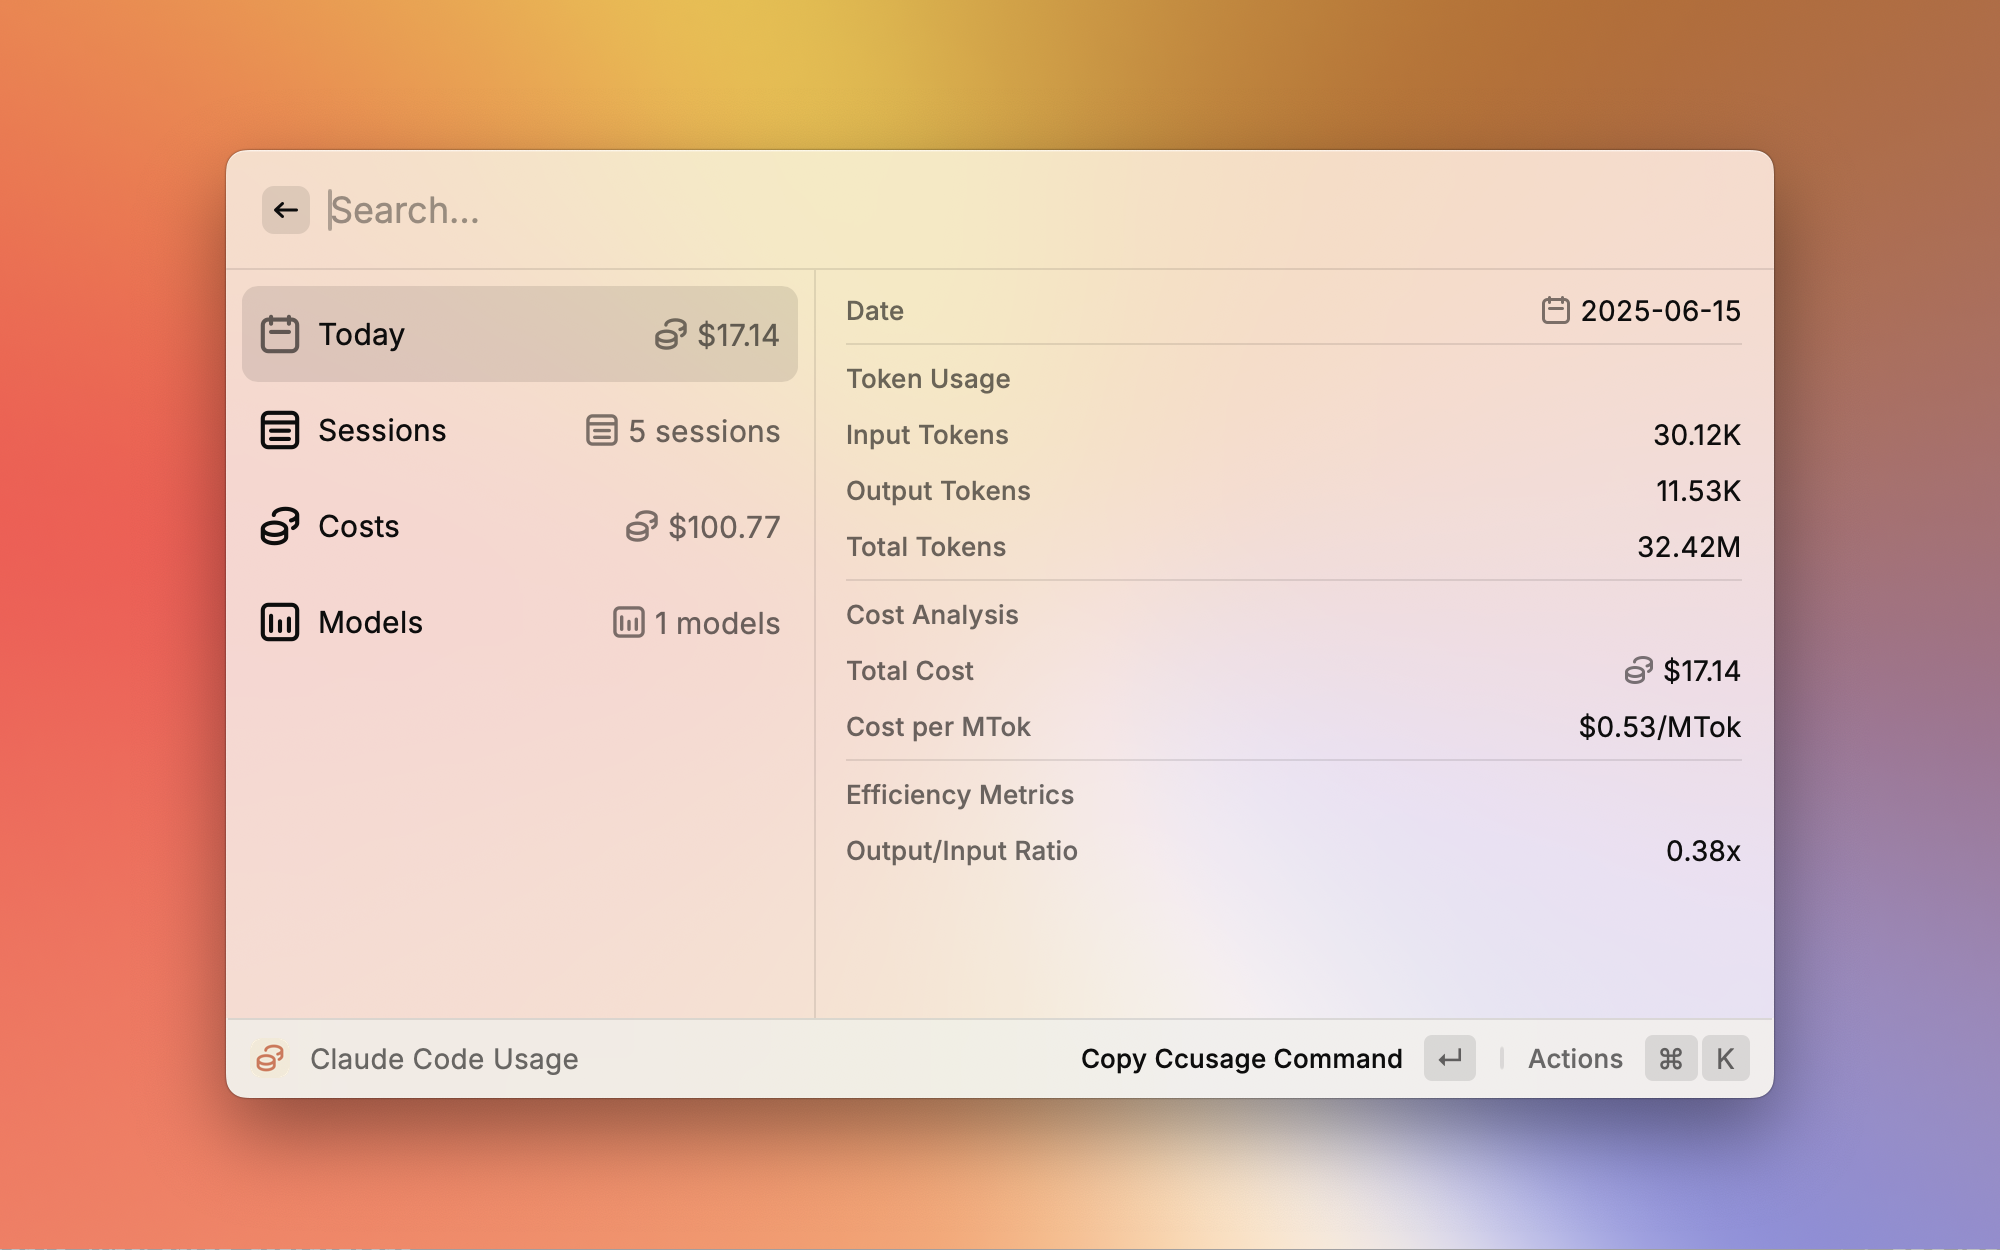 Search...
Today $17.14
Sessions 5 sessions
Costs $100.77
Models 1 models
Date 2025-06-15
Token Usage
Input Tokens 30.12K
Output Tokens 11.53K
Total Tokens 32.42M
Cost Analysis
Total Cost $17.14
Cost per MTok $0.53/MTok
Efficiency Metrics
Output/Input Ratio 0.38x
Claude Code Usage Copy Ccusage Command ↵ Actions ⌘ K